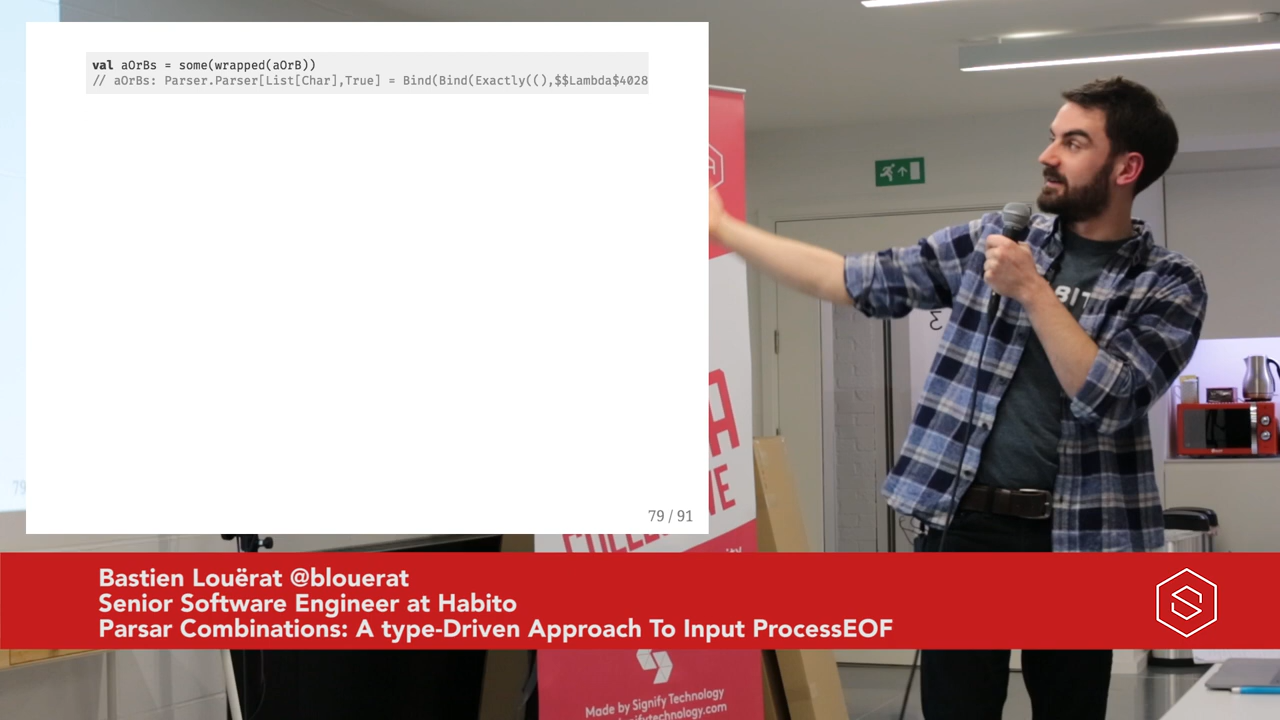 val aOrBs = some(wrapped(aOrB))
// aOrBs: Parser.Parser[List[Char],True] = Bind(Bind(Exactly((),$$Lambda$4028
79 / 91
Bastien Louërat @blouerat
Senior Software Engineer at Habito
Parsar Combinations: A type-Driven Approach To Input ProcessEOF
Made by Signify Technology